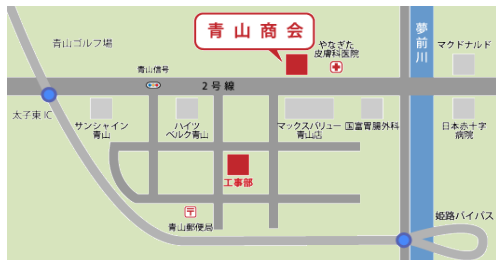 青山商会
青山ゴルフ場
やなぎた
皮膚科医院
夢前川
マクドナルド
青山信号
2号線
太子東IC
サンシャイン
青山
ハイツ
ベルク青山
マックスバリュー
青山店
国富胃腸外科
日本赤十字
病院
工事部
青山郵便局
姫路バイパス